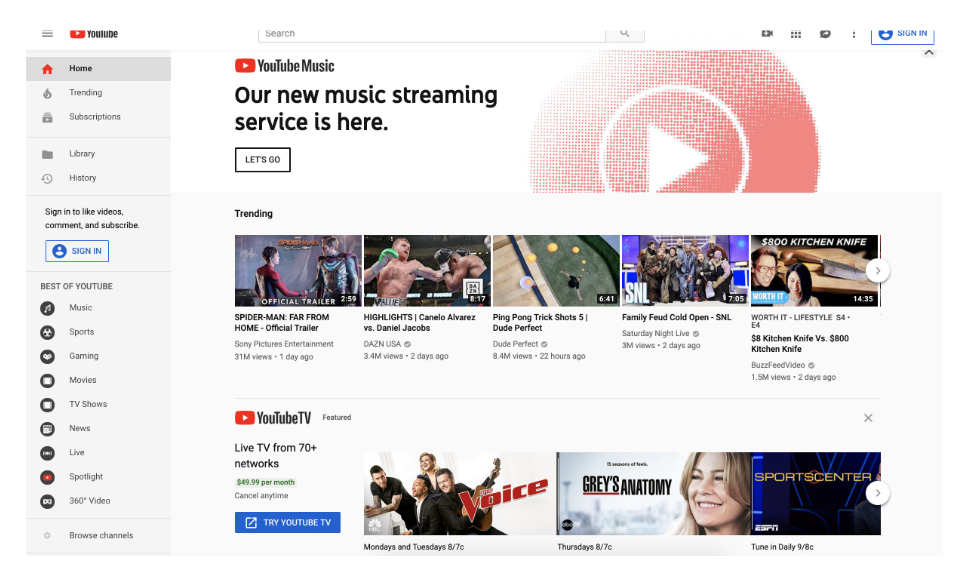 YouTube
Search
SIGN IN
Home
Trending
Subscriptions
Library
History
Sign in to like videos,
comment, and subscribe.
SIGN IN
BEST OF YOUTUBE
Music
Sports
Gaming
Movies
TV Shows
News
Live
Spotlight
360° Video
Browse channels
YouTube Music
Our new music streaming
service is here.
LET'S GO
Trending
SPIDER-MAN
OFFICIAL TRAILER 2:59
SPIDER-MAN: FAR FROM
HOME - Official Trailer
Sony Pictures Entertainment
31M views • 1 day ago
DAZN
8:17
HIGHLIGHTS | Canelo Alvarez
vs. Daniel Jacobs
DAZN USA
3.4M views • 2 days ago
6:41
Ping Pong Trick Shots 5 |
Dude Perfect
Dude Perfect
8.4M views • 22 hours ago
SNL 7:05
Family Feud Cold Open - SNL
Saturday Night Live
3M views • 2 days ago
$800 KITCHEN KNIFE
WORTH IT 14:35
WORTH IT - LIFESTYLE S4 •
E4
$8 Kitchen Knife Vs. $800
Kitchen Knife
BuzzFeedVideo
1.5M views • 2 days ago
YouTubeTV Featured
Live TV from 70+
networks
$49.99 per month
Cancel anytime
TRY YOUTUBE TV
the Voice
NBC
Mondays and Tuesdays 8/7c
15 seasons of feels.
GREY'S ANATOMY
abc
Thursdays 8/7c
SPORTSCENTER
ESFT
Tune in Daily 9/8c